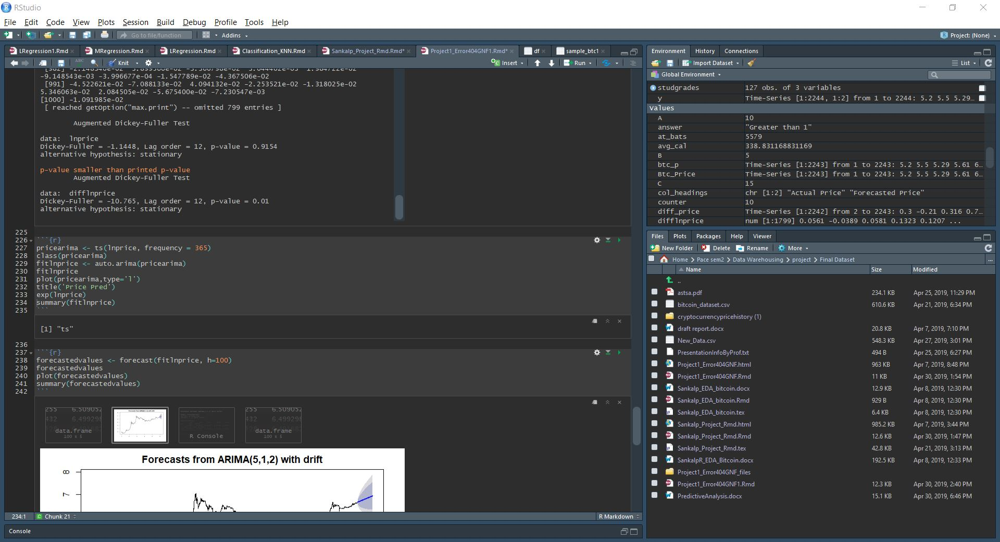 RStudio
File Edit Code View Plots Session Build Debug Profile Tools Help
Go to file/function Addins Project: (None)
LRegression1.Rmd MRegression.Rmd LRegression.Rmd Classification_KNN.Rmd Sankalp_Project_Rmd.Rmd* Project1_Error404GNF1.Rmd* df sample_btc1
ABC Knit Insert Run
-9.148543e-03 -3.996677e-04 -1.547789e-02 -4.367506e-02
[991] -4.522621e-02 -7.088133e-02 4.094132e-02 -2.253521e-02 -1.318025e-02
5.346063e-02 2.084505e-02 -5.675400e-02 -7.230547e-03
[1000] -1.091985e-02
[ reached getOption("max.print") -- omitted 799 entries ]
Augmented Dickey-Fuller Test
data: lnprice
Dickey-Fuller = -1.1448, Lag order = 12, p-value = 0.9154
alternative hypothesis: stationary
p-value smaller than printed p-value
Augmented Dickey-Fuller Test
data: difflnprice
Dickey-Fuller = -10.765, Lag order = 12, p-value = 0.01
alternative hypothesis: stationary
225
226 ```{r}
227 pricearima <- ts(lnprice, frequency = 365)
228 class(pricearima)
229 fitlnprice <- auto.arima(pricearima)
230 fitlnprice
231 plot(pricearima,type='l')
232 title('Price Pred')
233 exp(lnprice)
234 summary(fitlnprice)
235 ```
[1] "ts"
236
237 ```{r}
238 forecastedvalues <- forecast(fitlnprice, h=100)
239 forecastedvalues
240 plot(forecastedvalues)
241 summary(forecastedvalues)
242 ```
data.frame
100 x 5
R Console
data.frame
100 x 5
Forecasts from ARIMA(5,1,2) with drift
8
7
234:1 Chunk 21 R Markdown
Console
Environment History Connections
Import Dataset List
Global Environment
studgrades 127 obs. of 3 variables
y Time-Series [1:2244, 1:2] from 1 to 2244: 5.2 5.5 5.29…
Values
A 10
answer "Greater than 1"
at_bats 5579
avg_cal 338.831168831169
B 5
btc_p Time-Series [1:2243] from 1 to 2243: 5.2 5.5 5.29 5.61 6…
Btc_Price Time-Series [1:2243] from 1 to 2243: 5.2 5.5 5.29 5.61 6…
C 15
col_headings chr [1:2] "Actual Price" "Forecasted Price"
counter 10
diff_price Time-Series [1:2242] from 2 to 2243: 0.3 -0.21 0.316 0.7…
difflnprice num [1:1799] 0.0561 -0.0389 0.0581 0.1323 0.1207 ...
Files Plots Packages Help Viewer
New Folder Delete Rename More
Home Pace sem2 Data Warehousing project Final Dataset ...
Name Size Modified
..
astsa.pdf 234.1 KB Apr 25, 2019, 11:29 PM
bitcoin_dataset.csv 610.6 KB Apr 21, 2019, 6:34 PM
cryptocurrencypricehistory (1)
draft report.docx 20.8 KB Apr 7, 2019, 7:10 PM
New_Data.csv 548.3 KB Apr 27, 2019, 3:01 PM
PresentationInfoByProf.txt 494 B Apr 25, 2019, 6:27 PM
Project1_Error404GNF.html 963 KB Apr 7, 2019, 8:48 PM
Project1_Error404GNF.Rmd 11 KB Apr 30, 2019, 1:54 PM
Sankalp_EDA_bitcoin.docx 12.9 KB Apr 8, 2019, 12:30 PM
Sankalp_EDA_bitcoin.Rmd 929 B Apr 8, 2019, 12:30 PM
Sankalp_EDA_bitcoin.tex 6.4 KB Apr 8, 2019, 12:30 PM
Sankalp_Project_Rmd.html 985.2 KB Apr 7, 2019, 3:44 PM
Sankalp_Project_Rmd.Rmd 12.6 KB Apr 30, 2019, 1:47 PM
Sankalp_Project_Rmd.tex 42.8 KB Apr 21, 2019, 3:13 PM
SankalpR_EDA_Bitcoin.docx 192.5 KB Apr 8, 2019, 12:33 PM
Project1_Error404GNF_files
Project1_Error404GNF1.Rmd 12.3 KB Apr 30, 2019, 2:40 PM
PredictiveAnalysis.docx 15.1 KB Apr 30, 2019, 6:46 PM